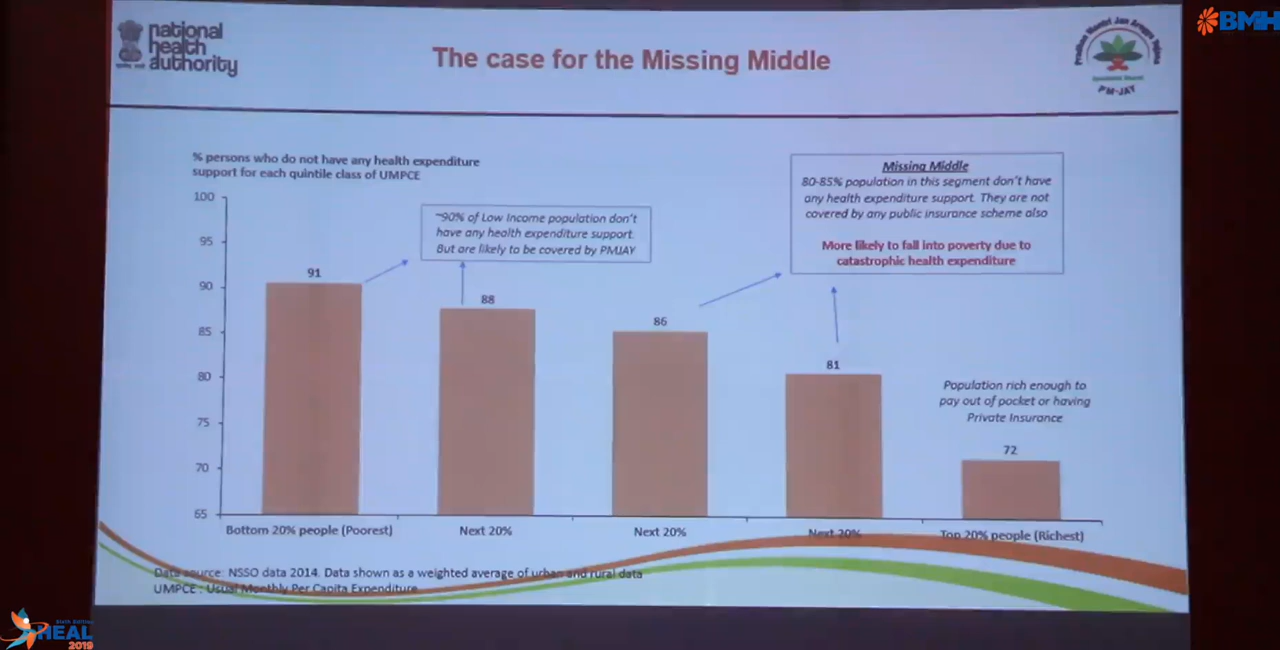 national
health
authority
The case for the Missing Middle
PM-JAY
BMH
% persons who do not have any health expenditure
support for each quintile class of UMPCE
Missing Middle
80-85% population in this segment don't have
any health expenditure support. They are not
covered by any public insurance scheme also
More likely to fall into poverty due to
catastrophic health expenditure
~90% of Low Income population don't
have any health expenditure support.
But are likely to be covered by PMJAY
100
95
90
85
80
75
70
65
91
88
86
81
72
Population rich enough to
pay out of pocket or having
Private Insurance
Bottom 20% people (Poorest)
Next 20%
Next 20%
Next 20%
Top 20% people (Richest)
Data source: NSSO data 2014. Data shown as a weighted average of urban and rural data
UMPCE : Usual Monthly Per Capita Expenditure
Sixth Edition
HEAL
2019